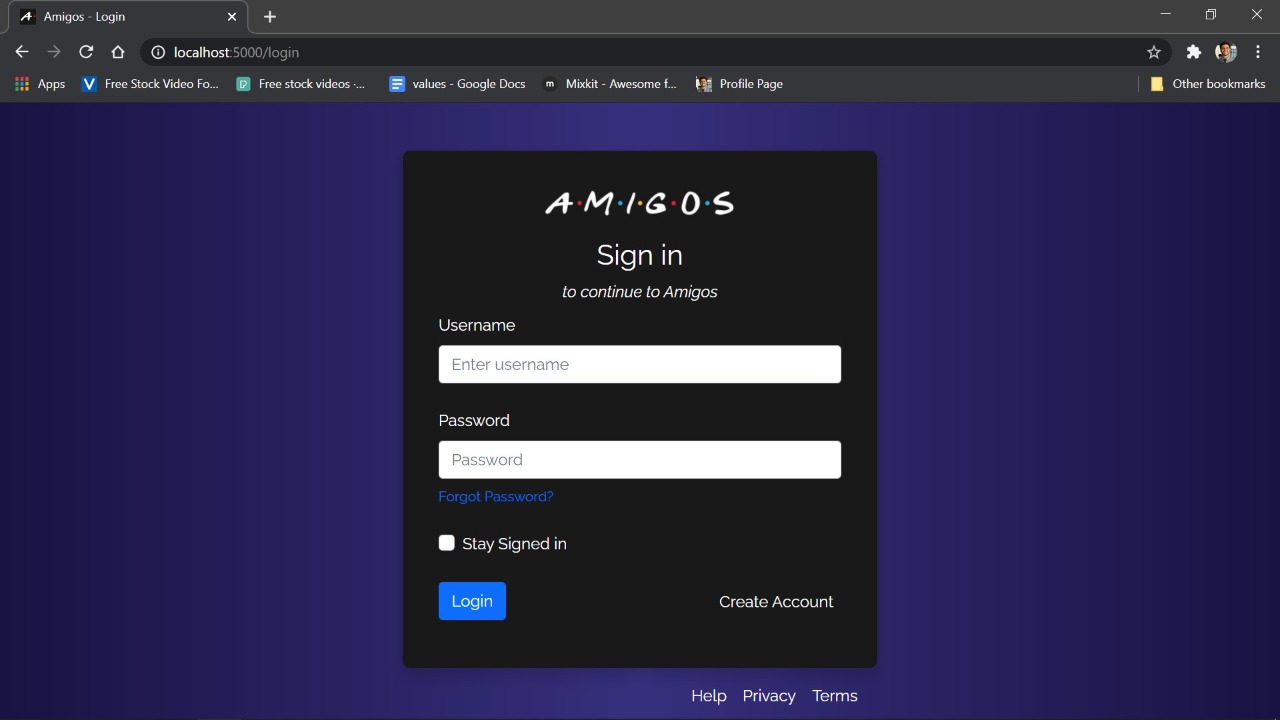 Amigos - Login
localhost:5000/login
Apps
Free Stock Video Fo...
Free stock videos -...
values - Google Docs
m
Mixkit - Awesome f...
Profile Page
Other bookmarks
A·M·I·G·O·S
Sign in
to continue to Amigos
Username
Enter username
Password
Password
Forgot Password?
Stay Signed in
Login
Create Account
Help Privacy Terms